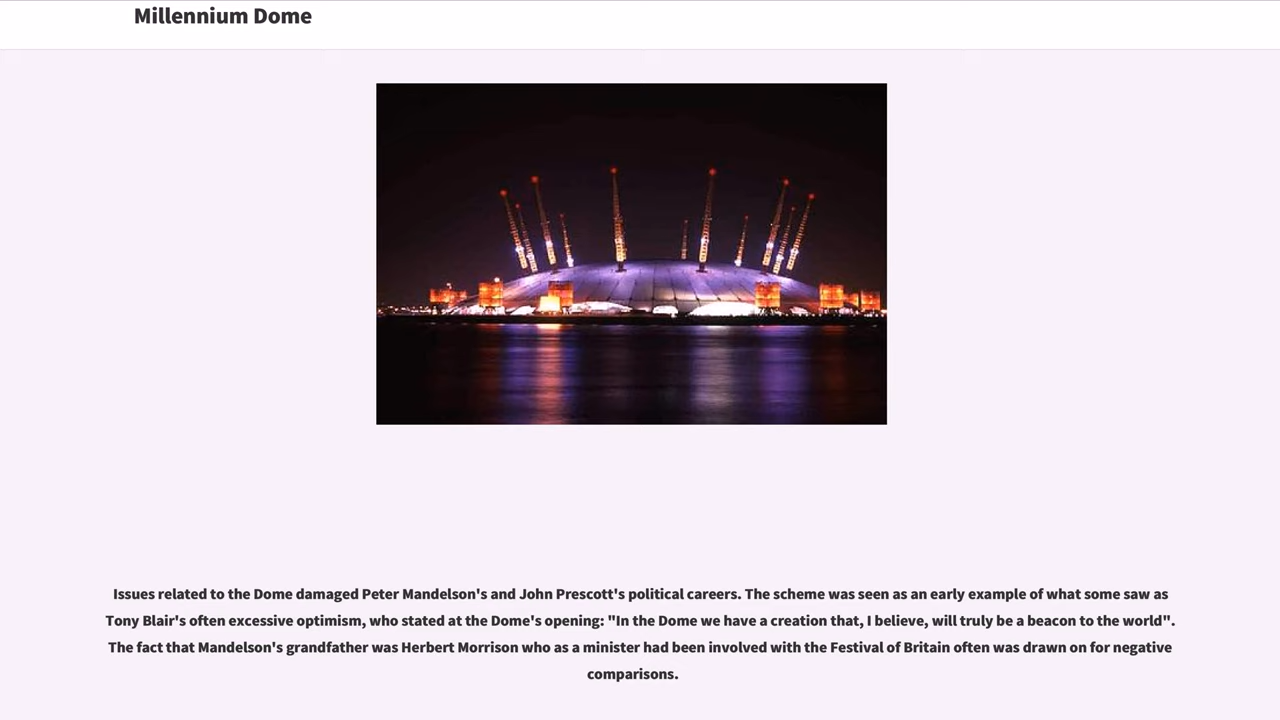 Millennium Dome
Issues related to the Dome damaged Peter Mandelson's and John Prescott's political careers. The scheme was seen as an early example of what some saw as
Tony Blair's often excessive optimism, who stated at the Dome's opening: "In the Dome we have a creation that, I believe, will truly be a beacon to the world".
The fact that Mandelson's grandfather was Herbert Morrison who as a minister had been involved with the Festival of Britain often was drawn on for negative
comparisons.